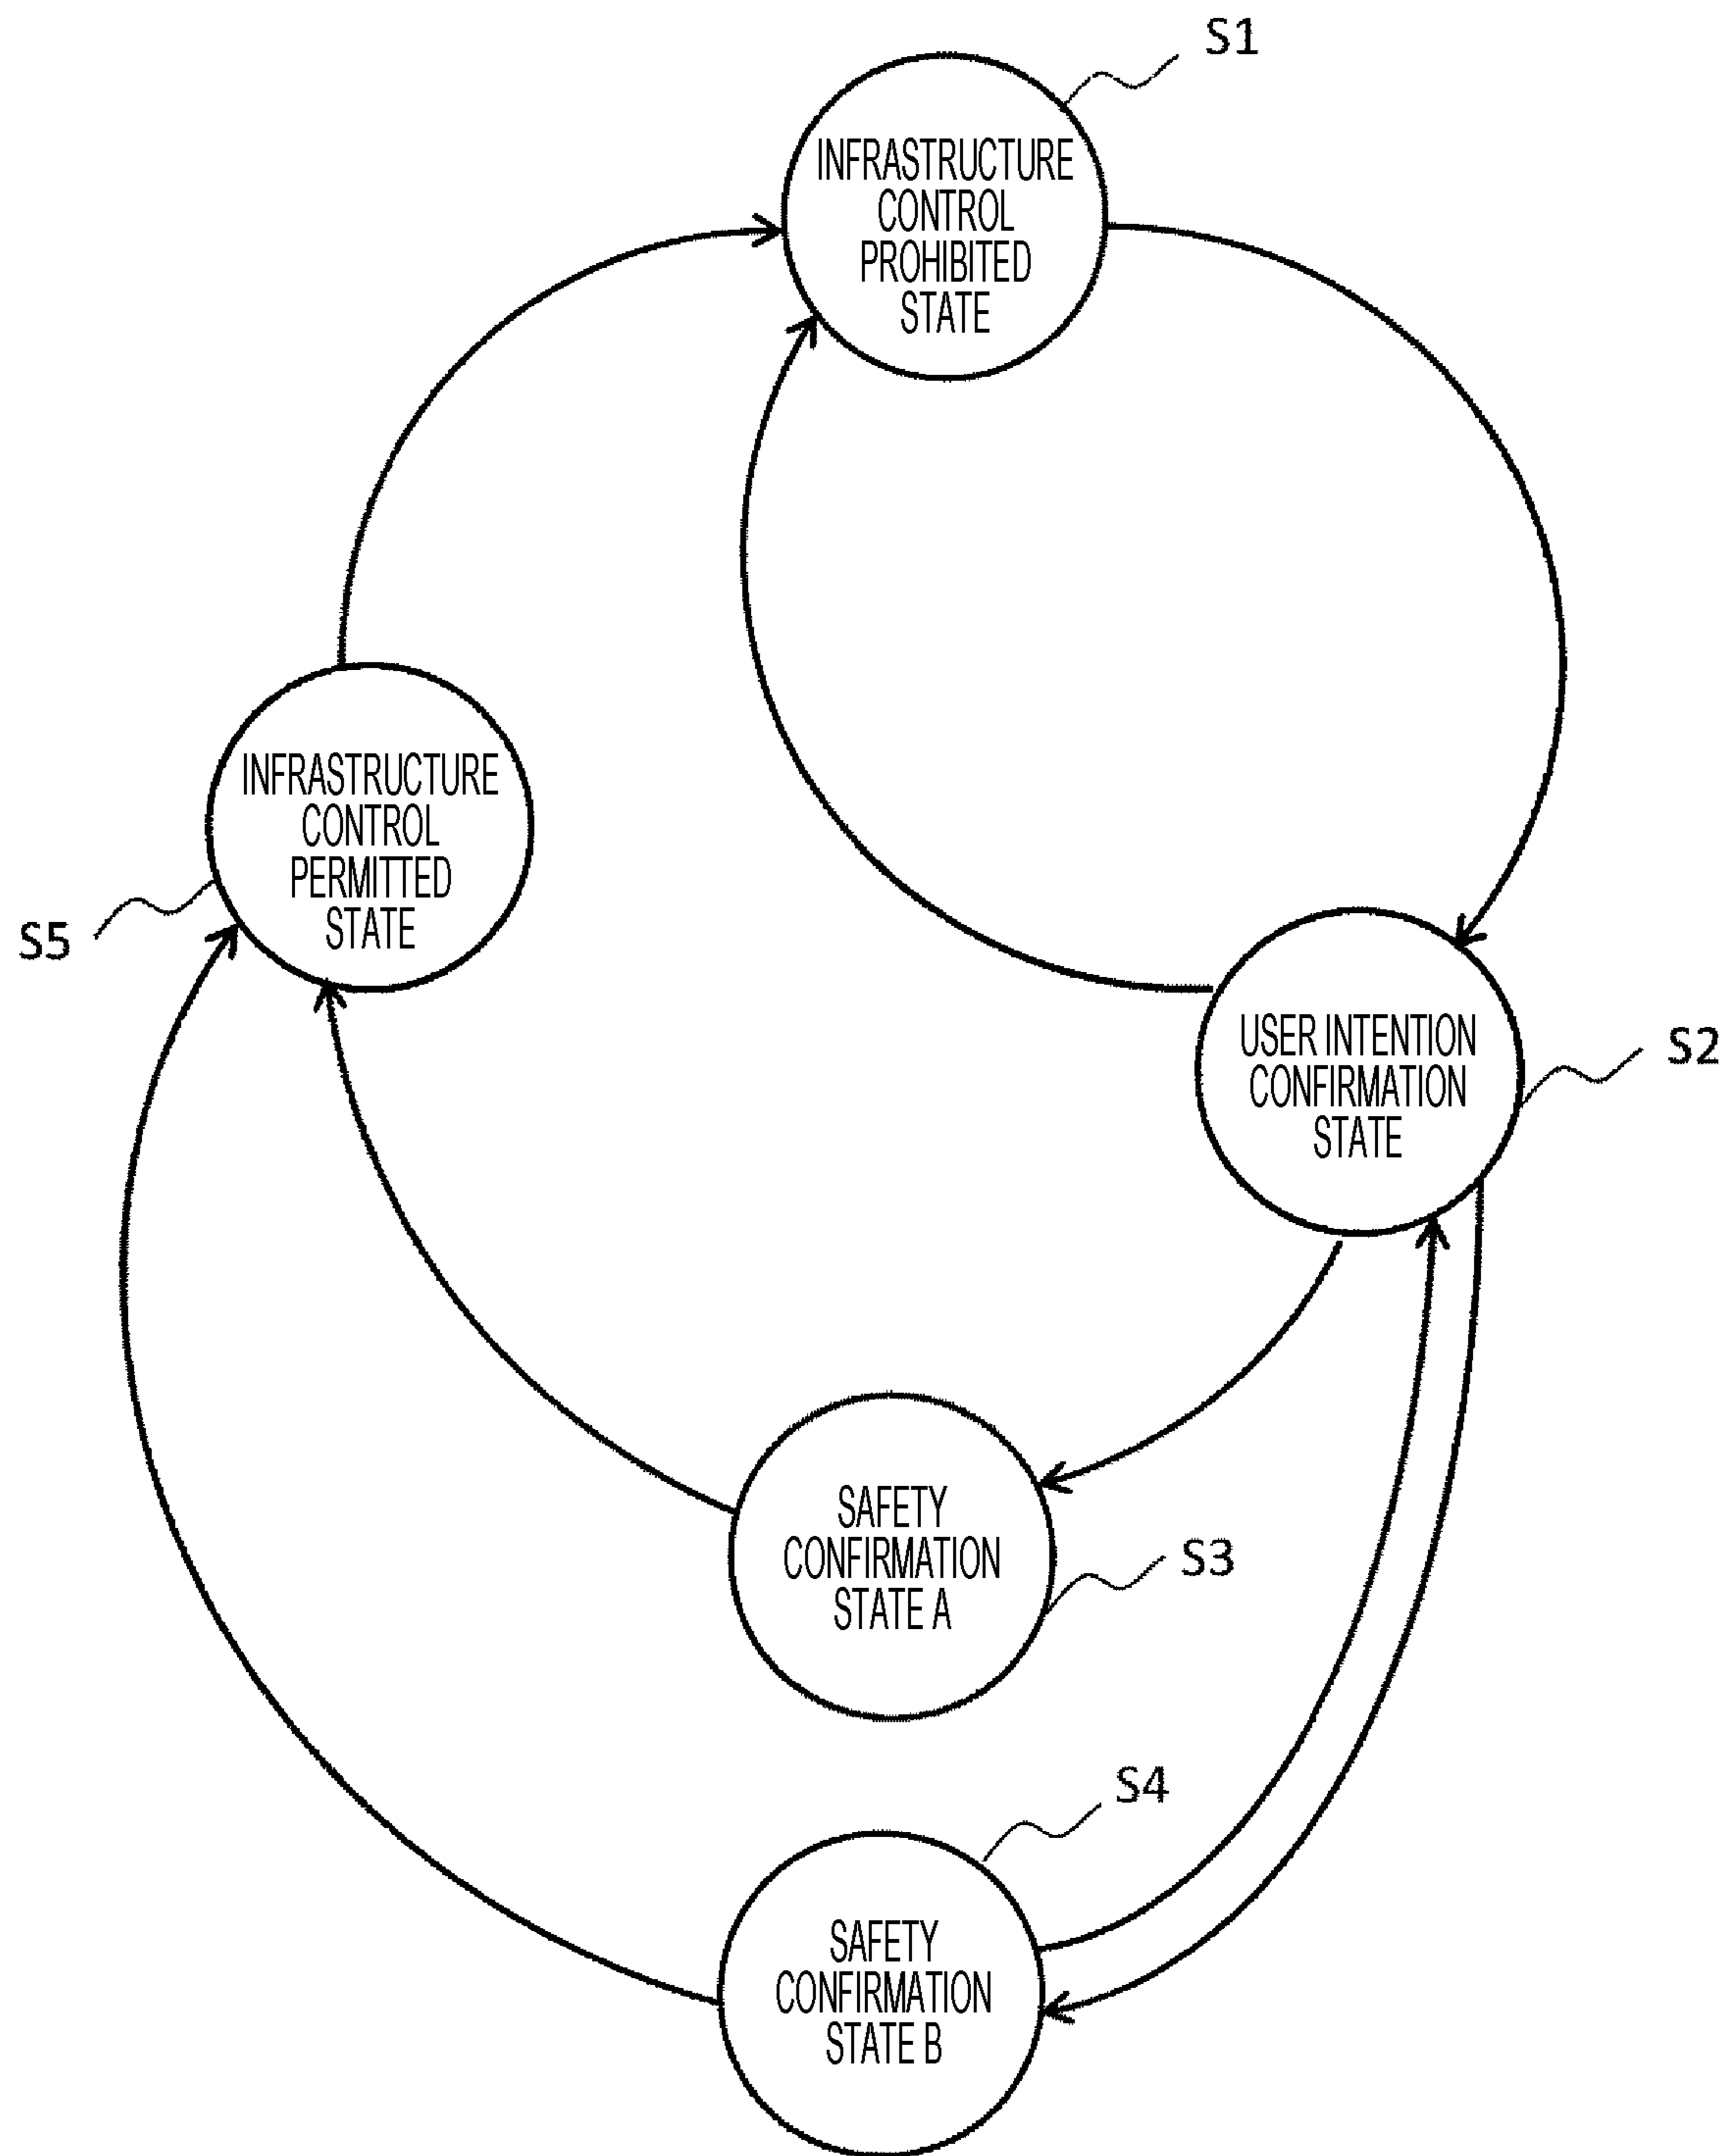 S1
INFRASTRUCTURE
CONTROL
PROHIBITED
STATE
INFRASTRUCTURE
CONTROL
PERMITTED
STATE
S5
USER INTENTION
CONFIRMATION
STATE
S2
SAFETY
CONFIRMATION
STATE A
S3
S4
SAFETY
CONFIRMATION
STATE B